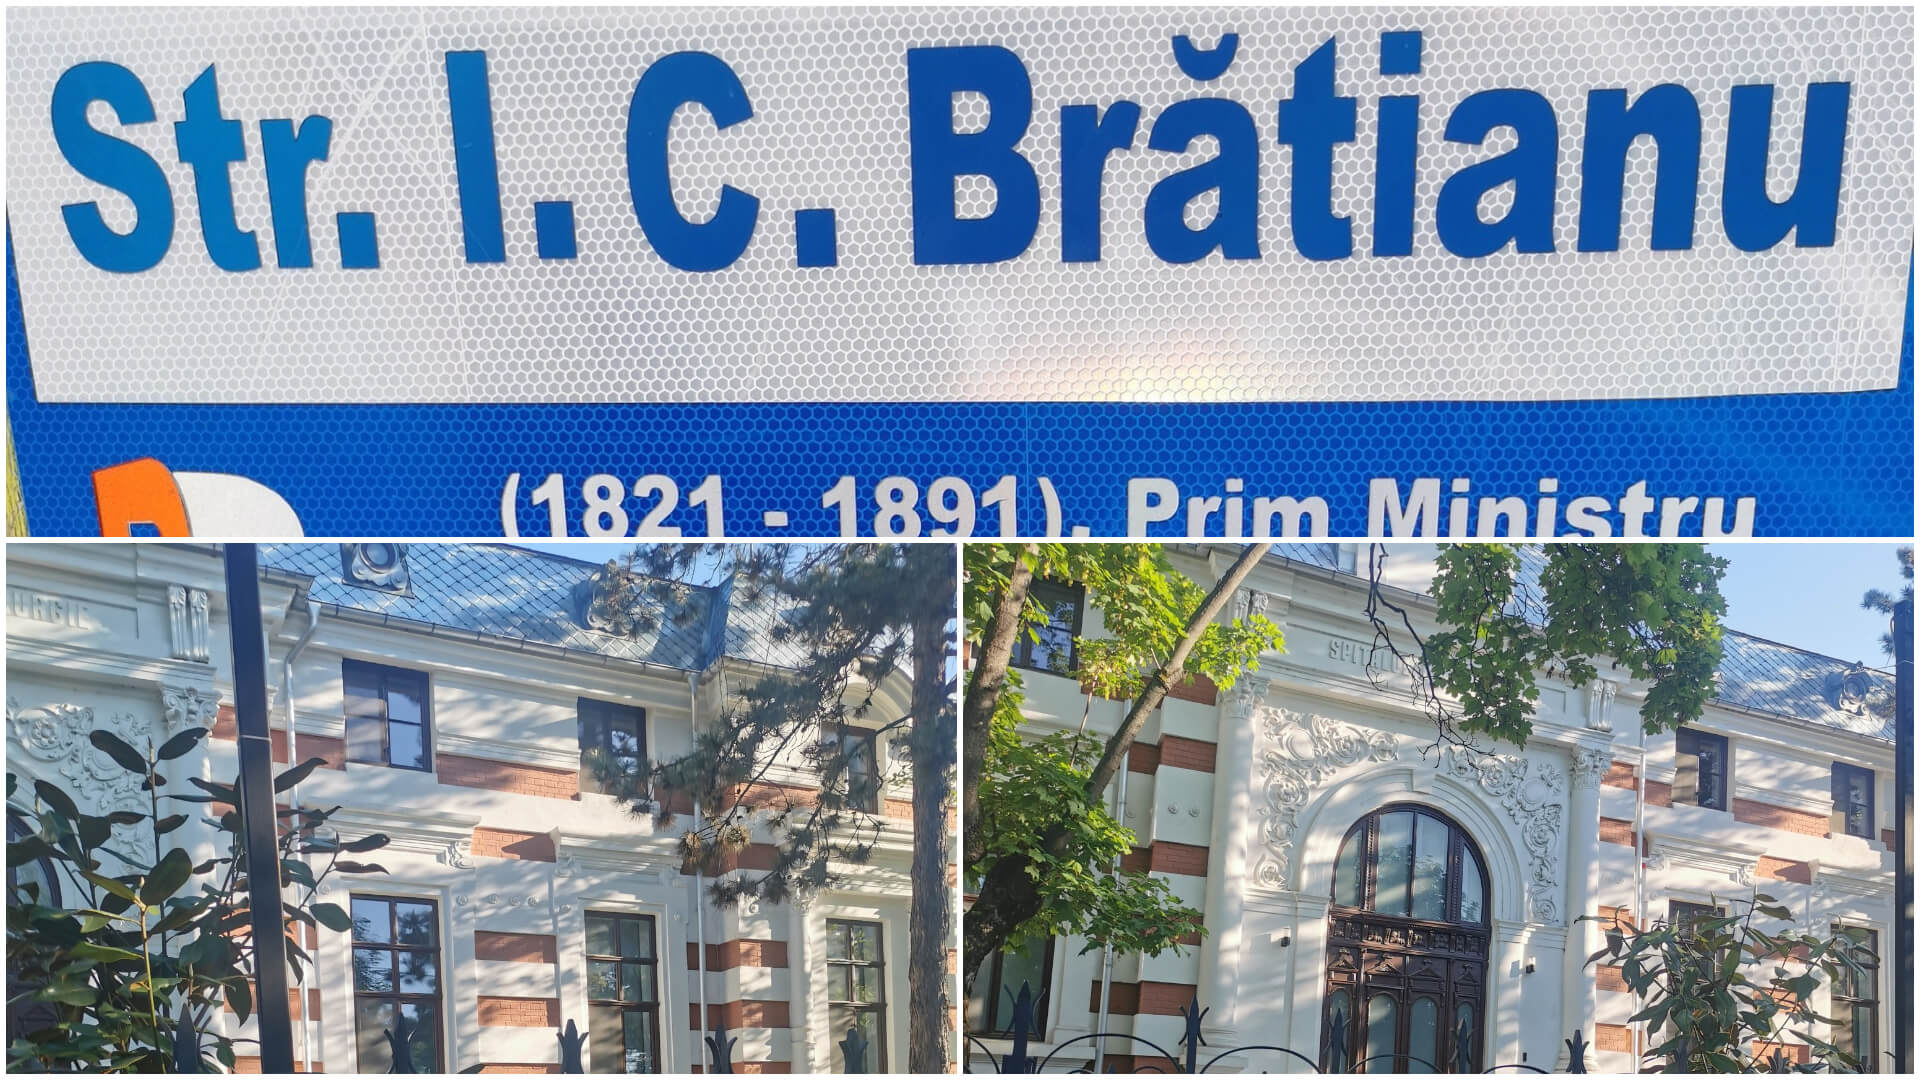 Str. I. C. Brătianu
(1821 - 1891), Prim Ministru